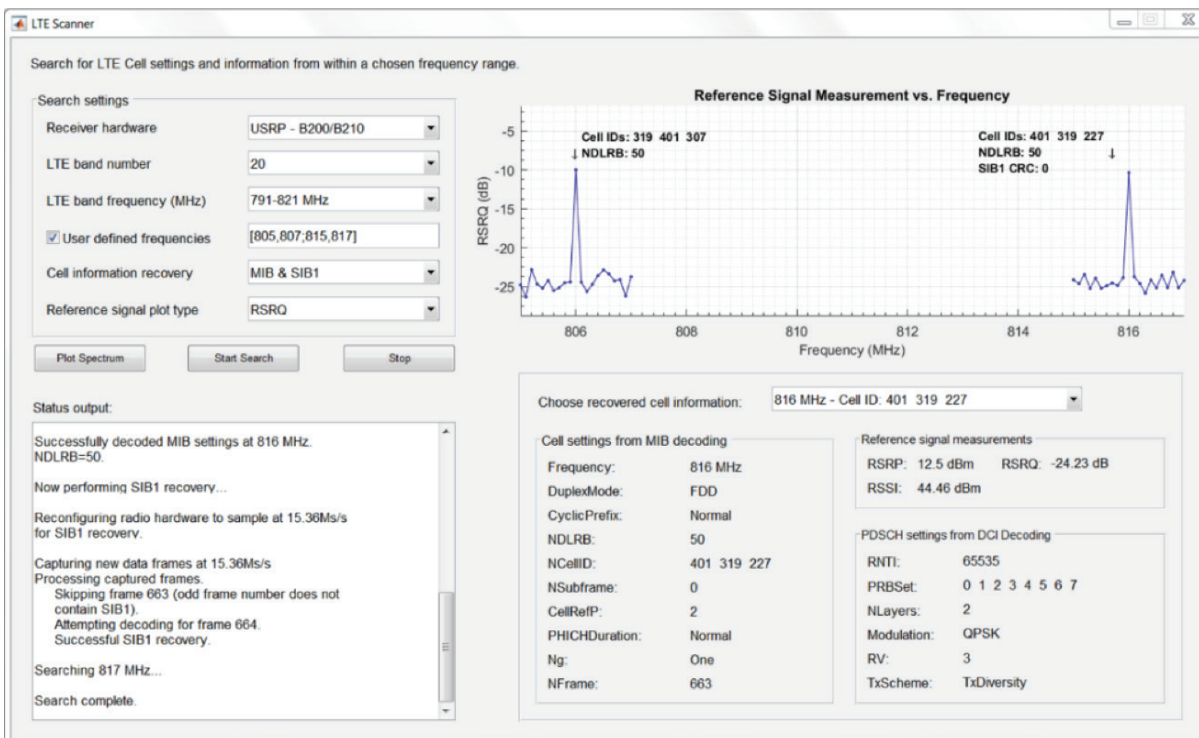 LTE Scanner
Search for LTE Cell settings and information from within a chosen frequency range.
Search settings
Receiver hardware USRP - B200/B210
LTE band number 20
LTE band frequency (MHz) 791-821 MHz
User defined frequencies [805,807;815,817]
Cell information recovery MIB & SIB1
Reference signal plot type RSRQ
Plot Spectrum Start Search Stop
Status output:
Successfully decoded MIB settings at 816 MHz.
NDLRB=50.
Now performing SIB1 recovery...
Reconfiguring radio hardware to sample at 15.36Ms/s
for SIB1 recovery.
Capturing new data frames at 15.36Ms/s
Processing captured frames.
Skipping frame 663 (odd frame number does not
contain SIB1).
Attempting decoding for frame 664.
Successful SIB1 recovery.
Searching 817 MHz...
Search complete.
Reference Signal Measurement vs. Frequency
Cell IDs: 319 401 307
↓ NDLRB: 50
Cell IDs: 401 319 227
NDLRB: 50 ↓
SIB1 CRC: 0
RSRQ (dB)
-5
-10
-15
-20
-25
806 808 810 812 814 816
Frequency (MHz)
Choose recovered cell information: 816 MHz - Cell ID: 401 319 227
Cell settings from MIB decoding
Frequency: 816 MHz
DuplexMode: FDD
CyclicPrefix: Normal
NDLRB: 50
NCellID: 401 319 227
NSubframe: 0
CellRefP: 2
PHICHDuration: Normal
Ng: One
NFrame: 663
Reference signal measurements
RSRP: 12.5 dBm RSRQ: -24.23 dB
RSSI: 44.46 dBm
PDSCH settings from DCI Decoding
RNTI: 65535
PRBSet: 0 1 2 3 4 5 6 7
NLayers: 2
Modulation: QPSK
RV: 3
TxScheme: TxDiversity